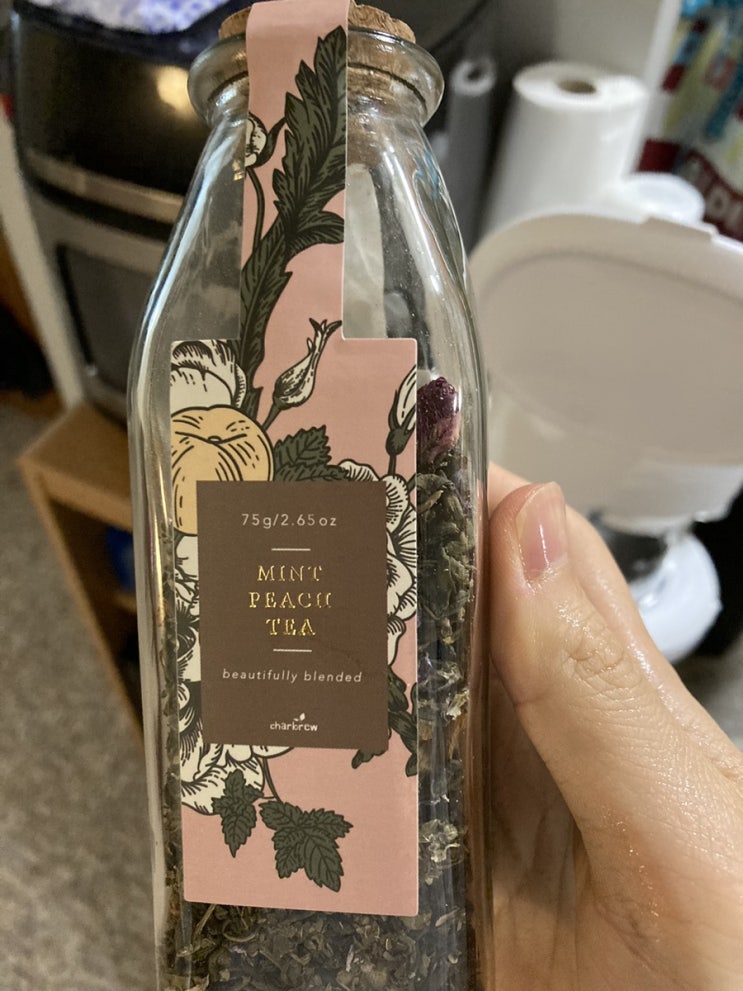 75g/2.65oz
MINT
PEACH
TEA
beautifully blended
charbrew